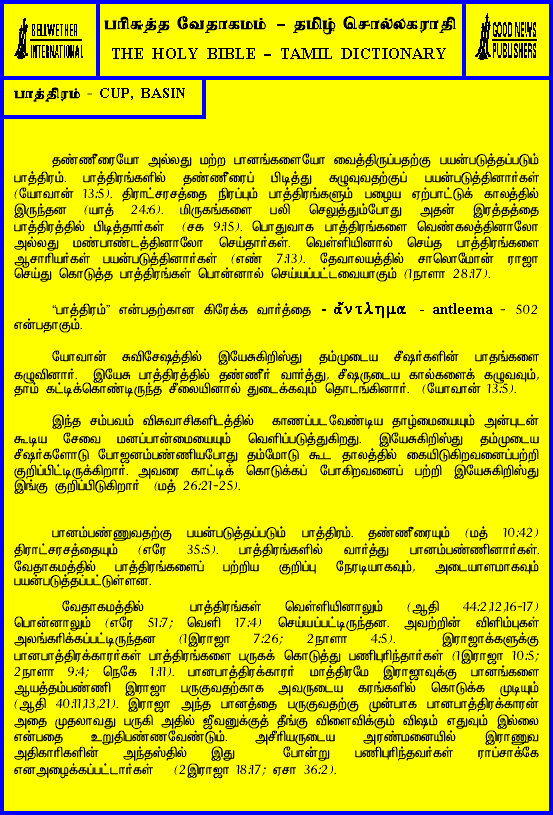 BELLWETHER
INTERNATIONAL
பரிசுத்த வேதாகமம் – தமிழ் சொல்லகராதி
THE HOLY BIBLE – TAMIL DICTIONARY
GOOD NEWS
PUBLISHERS
பாத்திரம் - CUP, BASIN
தண்ணீரையோ அல்லது மற்ற பானங்களையோ வைத்திருப்பதற்கு பயன்படுத்தப்படும்
பாத்திரம். பாத்திரங்களில் தண்ணீரைப் பிடித்து கழுவுவதற்குப் பயன்படுத்தினார்கள்
(யோவான் 13:5). திராட்சரசத்தை நிரப்பும் பாத்திரங்களும் பழைய ஏற்பாட்டுக் காலத்தில்
இருந்தன (யாத் 24:6). மிருகங்களை பலி செலுத்தும்போது அதன் இரத்தத்தை
பாத்திரத்தில் பிடித்தார்கள் (சக 9:15). பொதுவாக பாத்திரங்களை வெண்கலத்தினாலோ
அல்லது மண்பாண்டத்தினாலோ செய்தார்கள். வெள்ளியினால் செய்த பாத்திரங்களை
ஆசாரியர்கள் பயன்படுத்தினார்கள் (எண் 7:13). தேவாலயத்தில் சாலொமோன் ராஜா
செய்து கொடுத்த பாத்திரங்கள் பொன்னால் செய்யப்பட்டவையாகும் (1நாளா 28:17).
“பாத்திரம்” என்பதற்கான கிரேக்க வார்த்தை - ἄντλημα - antleema – 502
என்பதாகும்.
யோவான் சுவிசேஷத்தில் இயேசுகிறிஸ்து தம்முடைய சீஷர்களின் பாதங்களை
கழுவினார். இயேசு பாத்திரத்தில் தண்ணீர் வார்த்து, சீஷருடைய கால்களைக் கழுவவும்,
தாம் கட்டிக்கொண்டிருந்த சீலையினால் துடைக்கவும் தொடங்கினார். (யோவான் 13:5).
இந்த சம்பவம் விசுவாசிகளிடத்தில் காணப்படவேண்டிய தாழ்மையையும் அன்புடன்
கூடிய சேவை மனப்பான்மையையும் வெளிப்படுத்துகிறது. இயேசுகிறிஸ்து தம்முடைய
சீஷர்களோடு போஜனம்பண்ணியபோது தம்மோடு கூட தாலத்தில் கையிடுகிறவனைப்பற்றி
குறிப்பிட்டிருக்கிறார். அவரை காட்டிக் கொடுக்கப் போகிறவனைப் பற்றி இயேசுகிறிஸ்து
இங்கு குறிப்பிடுகிறார் (மத் 26:21-25).
பானம்பண்ணுவதற்கு பயன்படுத்தப்படும் பாத்திரம். தண்ணீரையும் (மத் 10:42)
திராட்சரசத்தையும் (எரே 35:5). பாத்திரங்களில் வார்த்து பானம்பண்ணினார்கள்.
வேதாகமத்தில் பாத்திரங்களைப் பற்றிய குறிப்பு நேரடியாகவும், அடையாளமாகவும்
பயன்படுத்தப்பட்டுள்ளன.
வேதாகமத்தில் பாத்திரங்கள் வெள்ளியினாலும் (ஆதி 44:2,12,16-17)
பொன்னாலும் (எரே 51:7; வெளி 17:4) செய்யப்பட்டிருந்தன. அவற்றின் விளிம்புகள்
அலங்கரிக்கப்பட்டிருந்தன (1இராஜா 7:26; 2நாளா 4:5). இராஜாக்களுக்கு
பானபாத்திரக்காரர்கள் பாத்திரங்களை பருகக் கொடுத்து பணிபுரிந்தார்கள் (1இராஜா 10:5;
2நாளா 9:4; நெகே 1:11). பானபாத்திரக்காரர் மாத்திரமே இராஜாவுக்கு பானங்களை
ஆயத்தம்பண்ணி இராஜா பருகுவதற்காக அவருடைய கரங்களில் கொடுக்க முடியும்
(ஆதி 40:11,13,21). இராஜா அந்த பானத்தை பருகுவதற்கு முன்பாக பானபாத்திரக்காரன்
அதை முதலாவது பருகி அதில் ஜீவனுக்குத் தீங்கு விளைவிக்கும் விஷம் எதுவும் இல்லை
என்பதை உறுதிபண்ணவேண்டும். அசீரியருடைய அரண்மனையில் இராணுவ
அதிகாரிகளின் அந்தஸ்தில் இது போன்று பணிபுரிந்தவர்கள் ராப்சாக்கே
எனஅழைக்கப்பட்டார்கள் (2இராஜா 18:17; ஏசா 36:2).